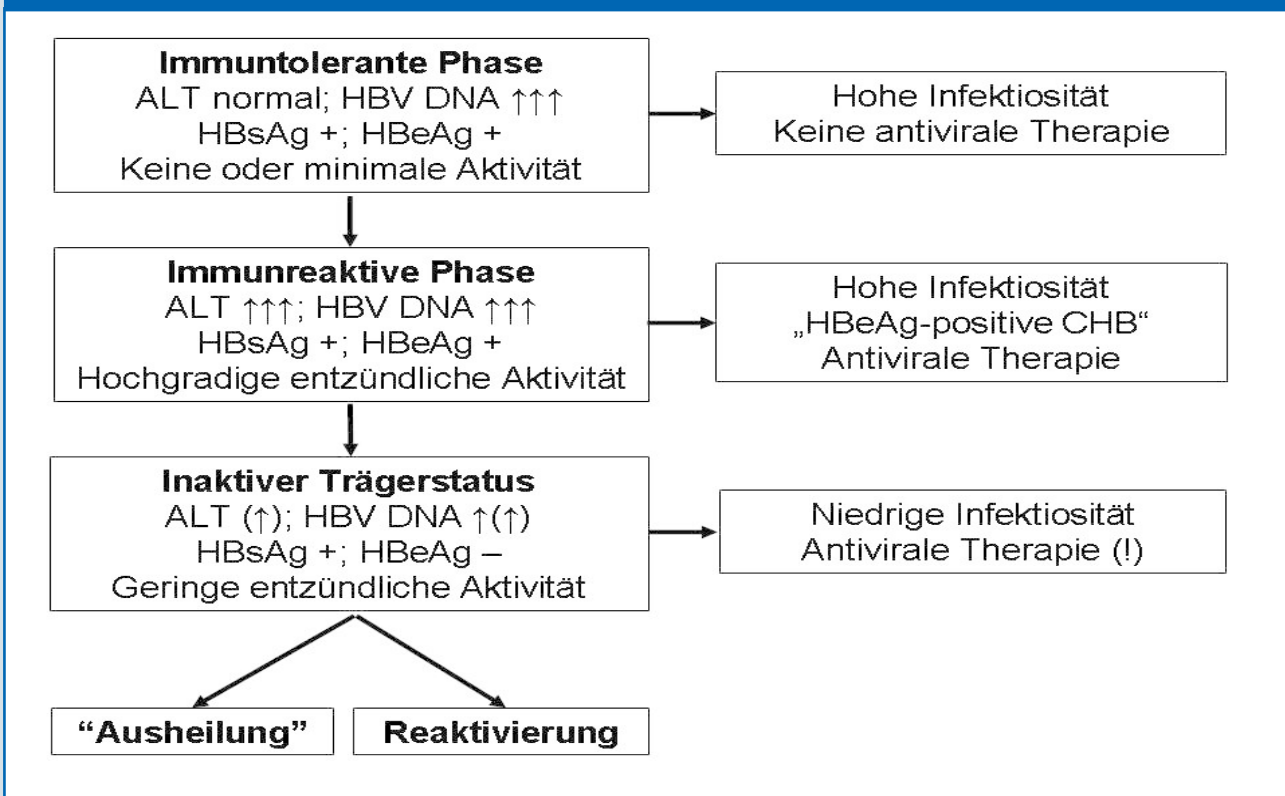 Immuntolerante Phase
ALT normal; HBV DNA ↑↑↑
HBsAg +; HBeAg +
Keine oder minimale Aktivität
Hohe Infektiosität
Keine antivirale Therapie
Immunreaktive Phase
ALT ↑↑↑; HBV DNA ↑↑↑
HBsAg +; HBeAg +
Hochgradige entzündliche Aktivität
Hohe Infektiosität
„HBeAg-positive CHB“
Antivirale Therapie
Inaktiver Trägerstatus
ALT (↑); HBV DNA ↑(↑)
HBsAg +; HBeAg –
Geringe entzündliche Aktivität
Niedrige Infektiosität
Antivirale Therapie (!)
“Ausheilung”
Reaktivierung